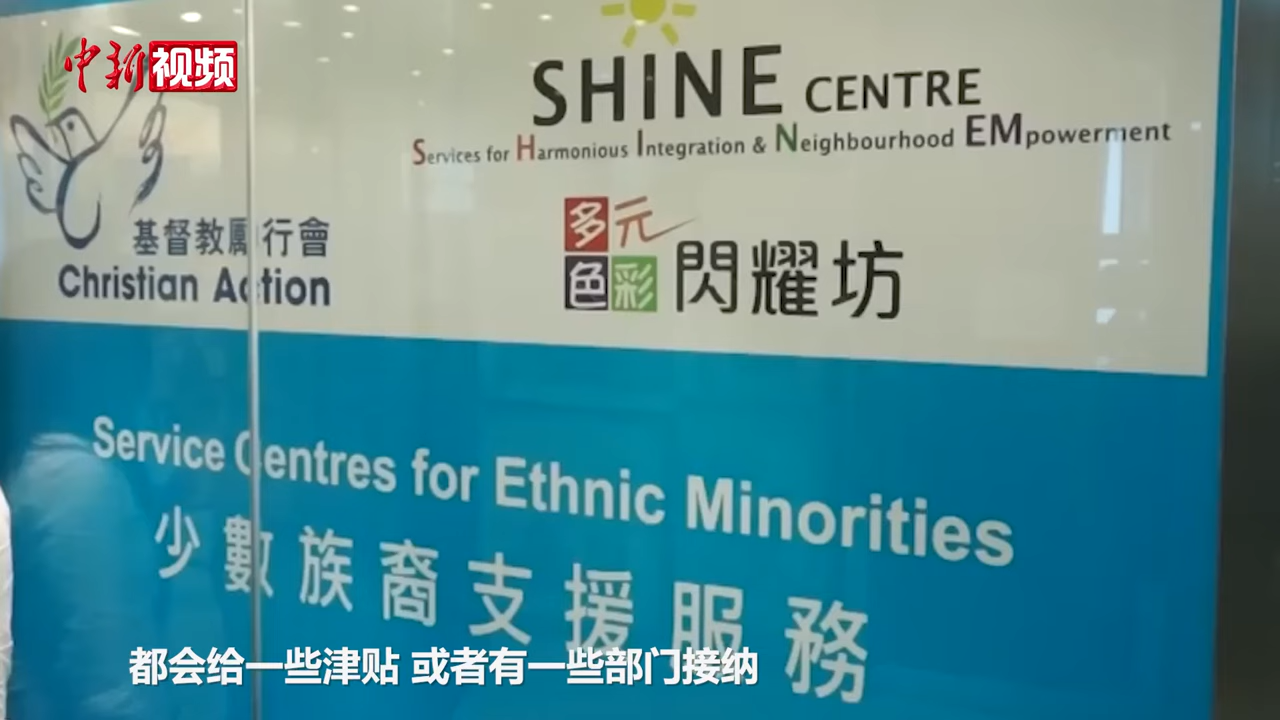 中新视频
SHINE CENTRE
Services for Harmonious Integration & Neighbourhood EMpowerment
基督教勵行會
Christian Action
多元
色彩 閃耀坊
Service Centres for Ethnic Minorities
少數族裔支援服務
都会给一些津贴 或者有一些部门接纳